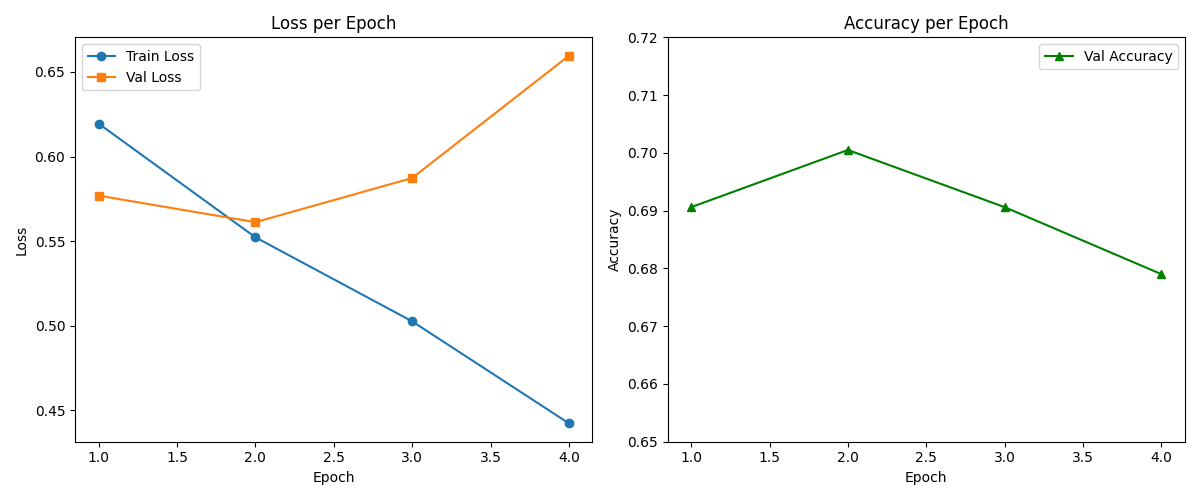 Loss per Epoch
Train Loss
Val Loss
0.65
0.60
0.55
0.50
0.45
Loss
1.0 1.5 2.0 2.5 3.0 3.5 4.0
Epoch
Accuracy per Epoch
Val Accuracy
0.72
0.71
0.70
0.69
0.68
0.67
0.66
0.65
Accuracy
1.0 1.5 2.0 2.5 3.0 3.5 4.0
Epoch